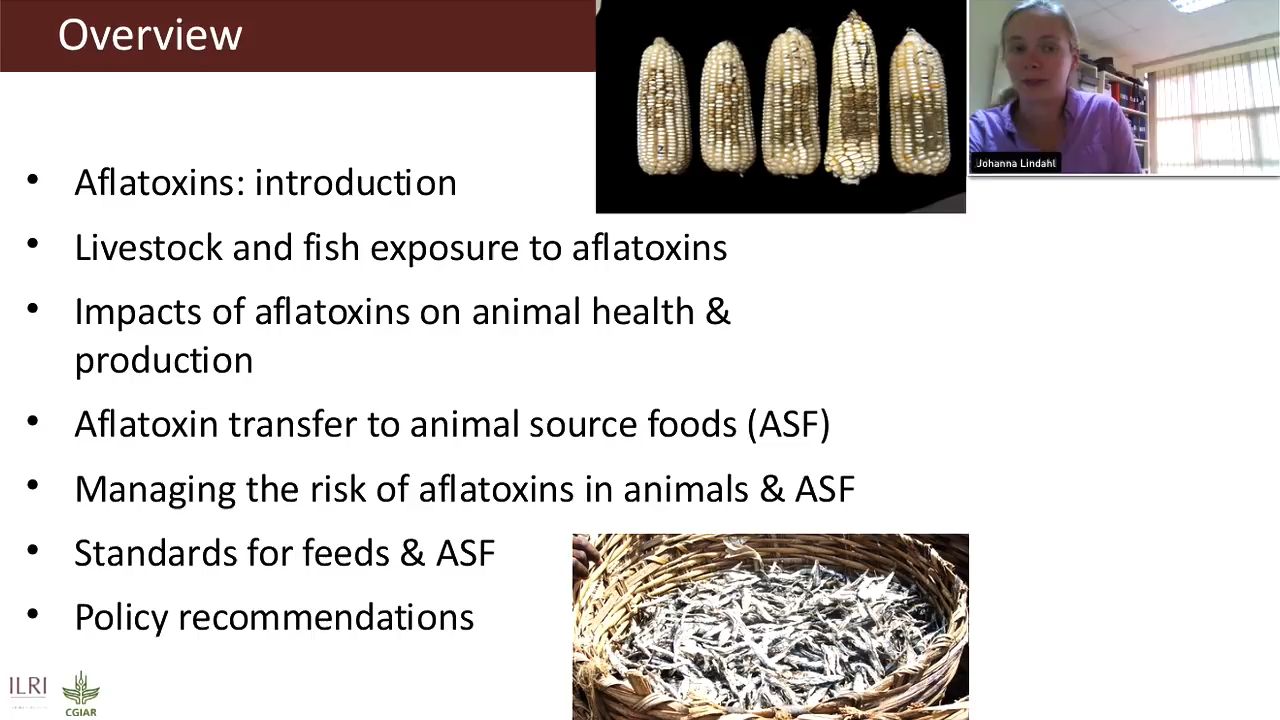 Overview
Johanna Lindahl
• Aflatoxins: introduction
• Livestock and fish exposure to aflatoxins
• Impacts of aflatoxins on animal health &
production
• Aflatoxin transfer to animal source foods (ASF)
• Managing the risk of aflatoxins in animals & ASF
• Standards for feeds & ASF
• Policy recommendations
ILRI
CGIAR